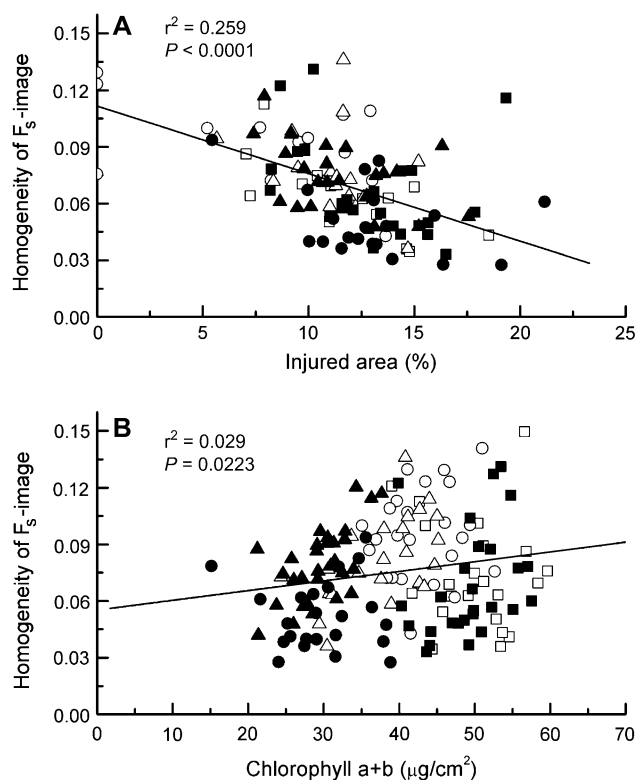 A
r² = 0.259
P < 0.0001
Homogeneity of Fs-image
0.15
0.12
0.09
0.06
0.03
0.00
0 5 10 15 20 25
Injured area (%)
B
r² = 0.029
P = 0.0223
Homogeneity of Fs-image
0.15
0.12
0.09
0.06
0.03
0.00
0 10 20 30 40 50 60 70
Chlorophyll a+b (μg/cm²)